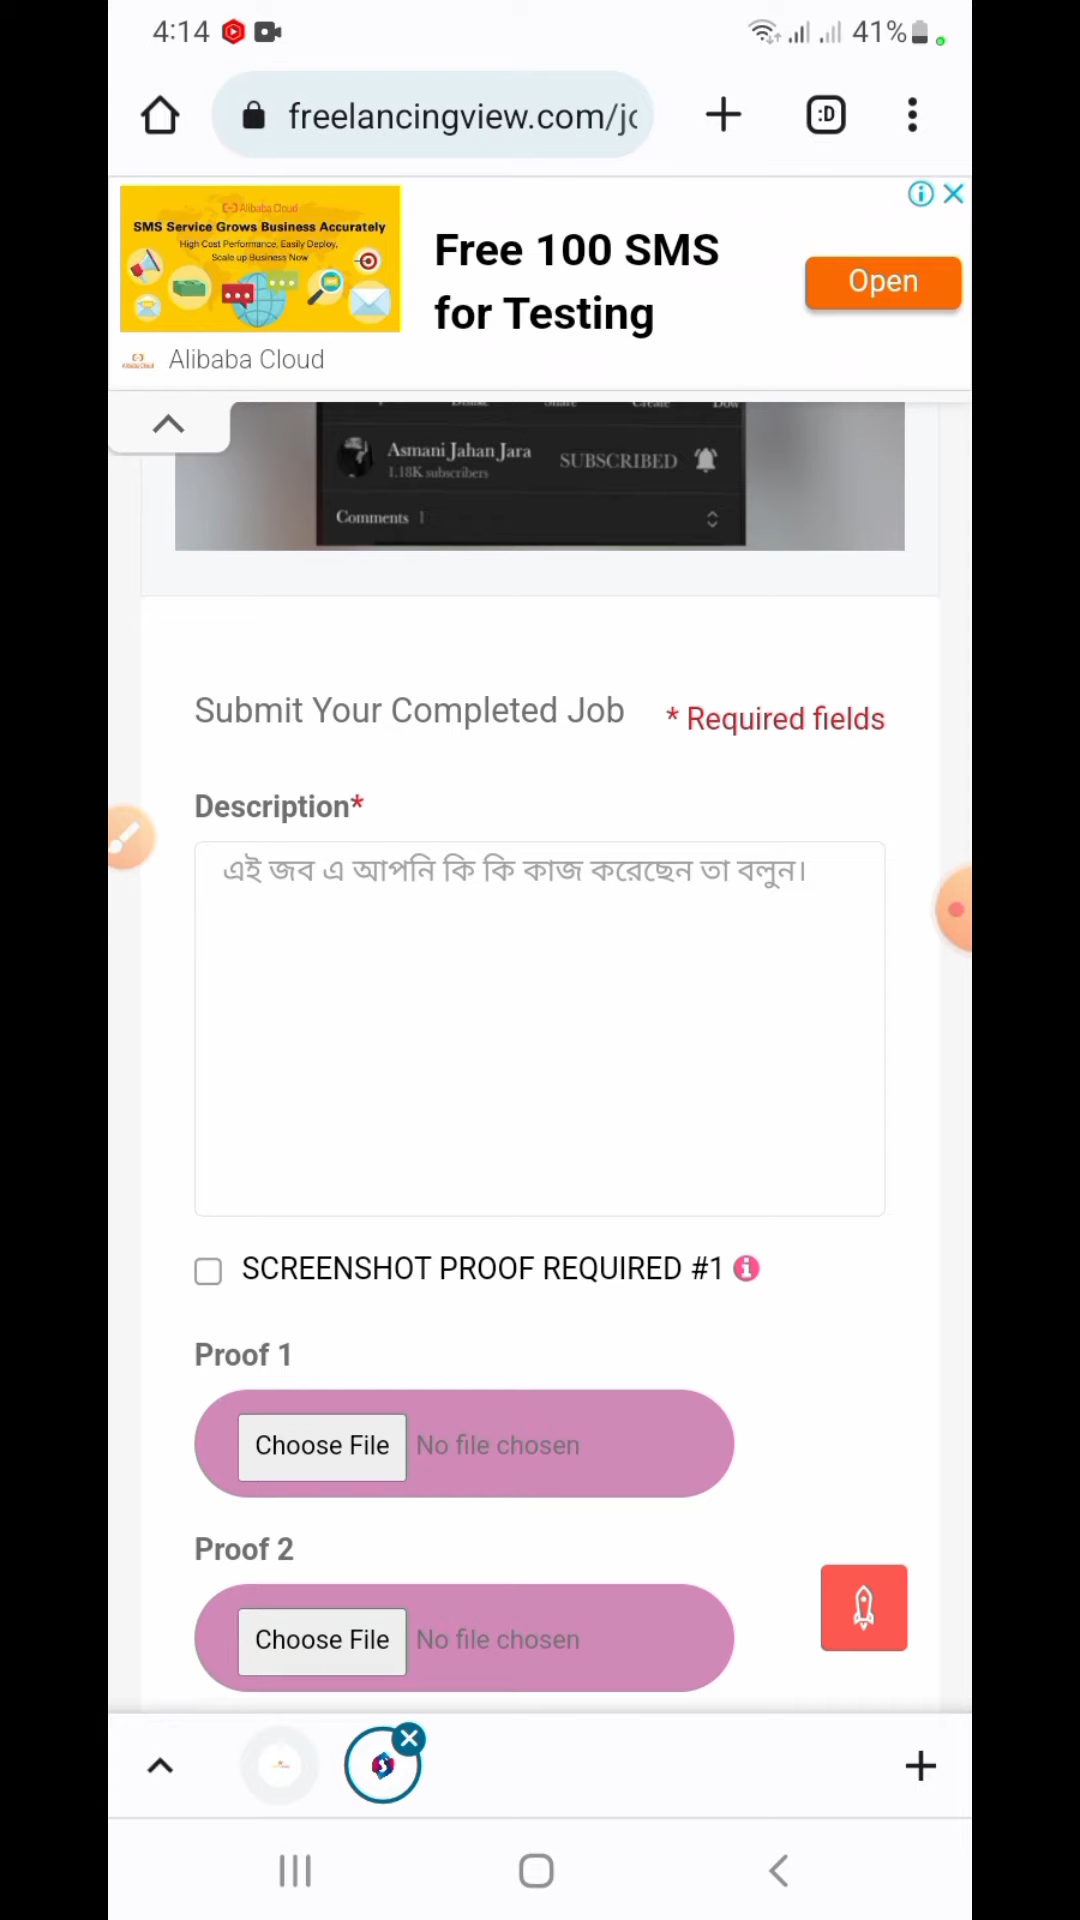 4:14
41%
freelancingview.com/jc
:D
Alibaba Cloud
SMS Service Grows Business Accurately
High Cost Performance, Easily Deploy,
Scale up Business Now
Free 100 SMS
for Testing
Open
Alibaba Cloud
Share Create Dow
Asmani Jahan Jara
1.18K subscribers
SUBSCRIBED
Comments 1
Submit Your Completed Job
* Required fields
Description*
এই জব এ আপনি কি কি কাজ করেছেন তা বলুন।
SCREENSHOT PROOF REQUIRED #1
Proof 1
Choose File No file chosen
Proof 2
Choose File No file chosen